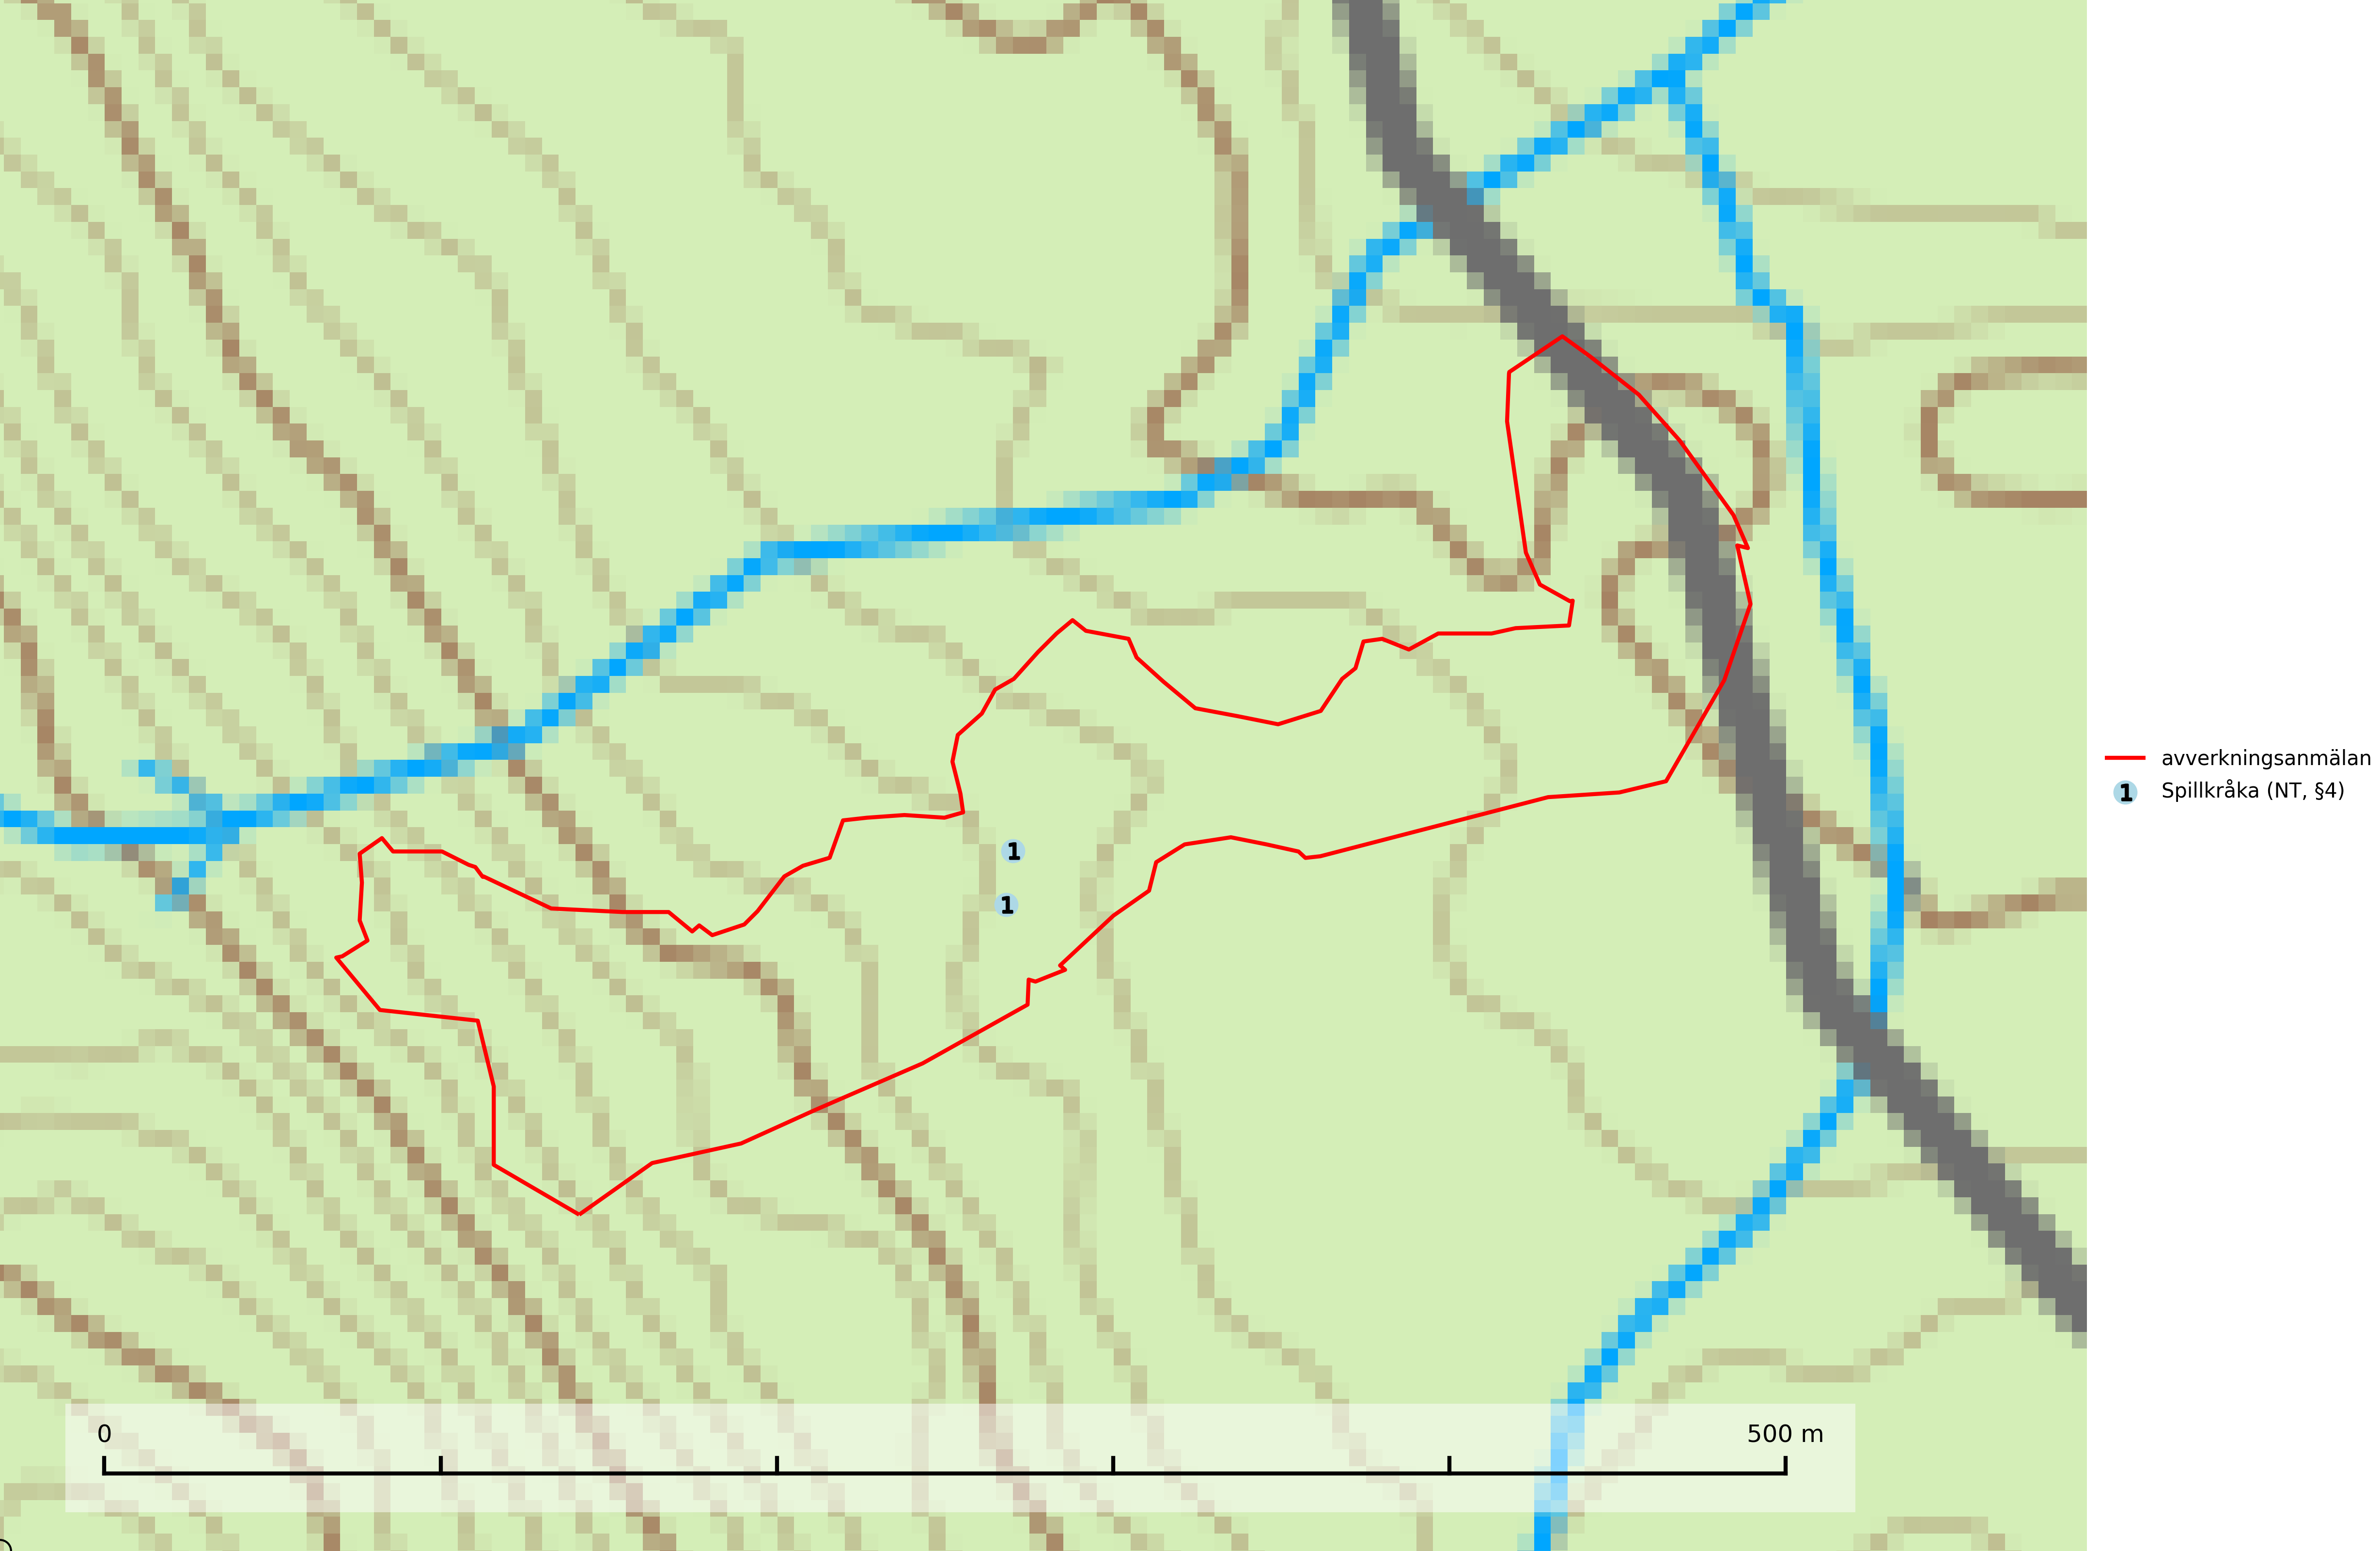 avverkningsanmälan
1 Spillkråka (NT, §4)
1
1
0 500 m